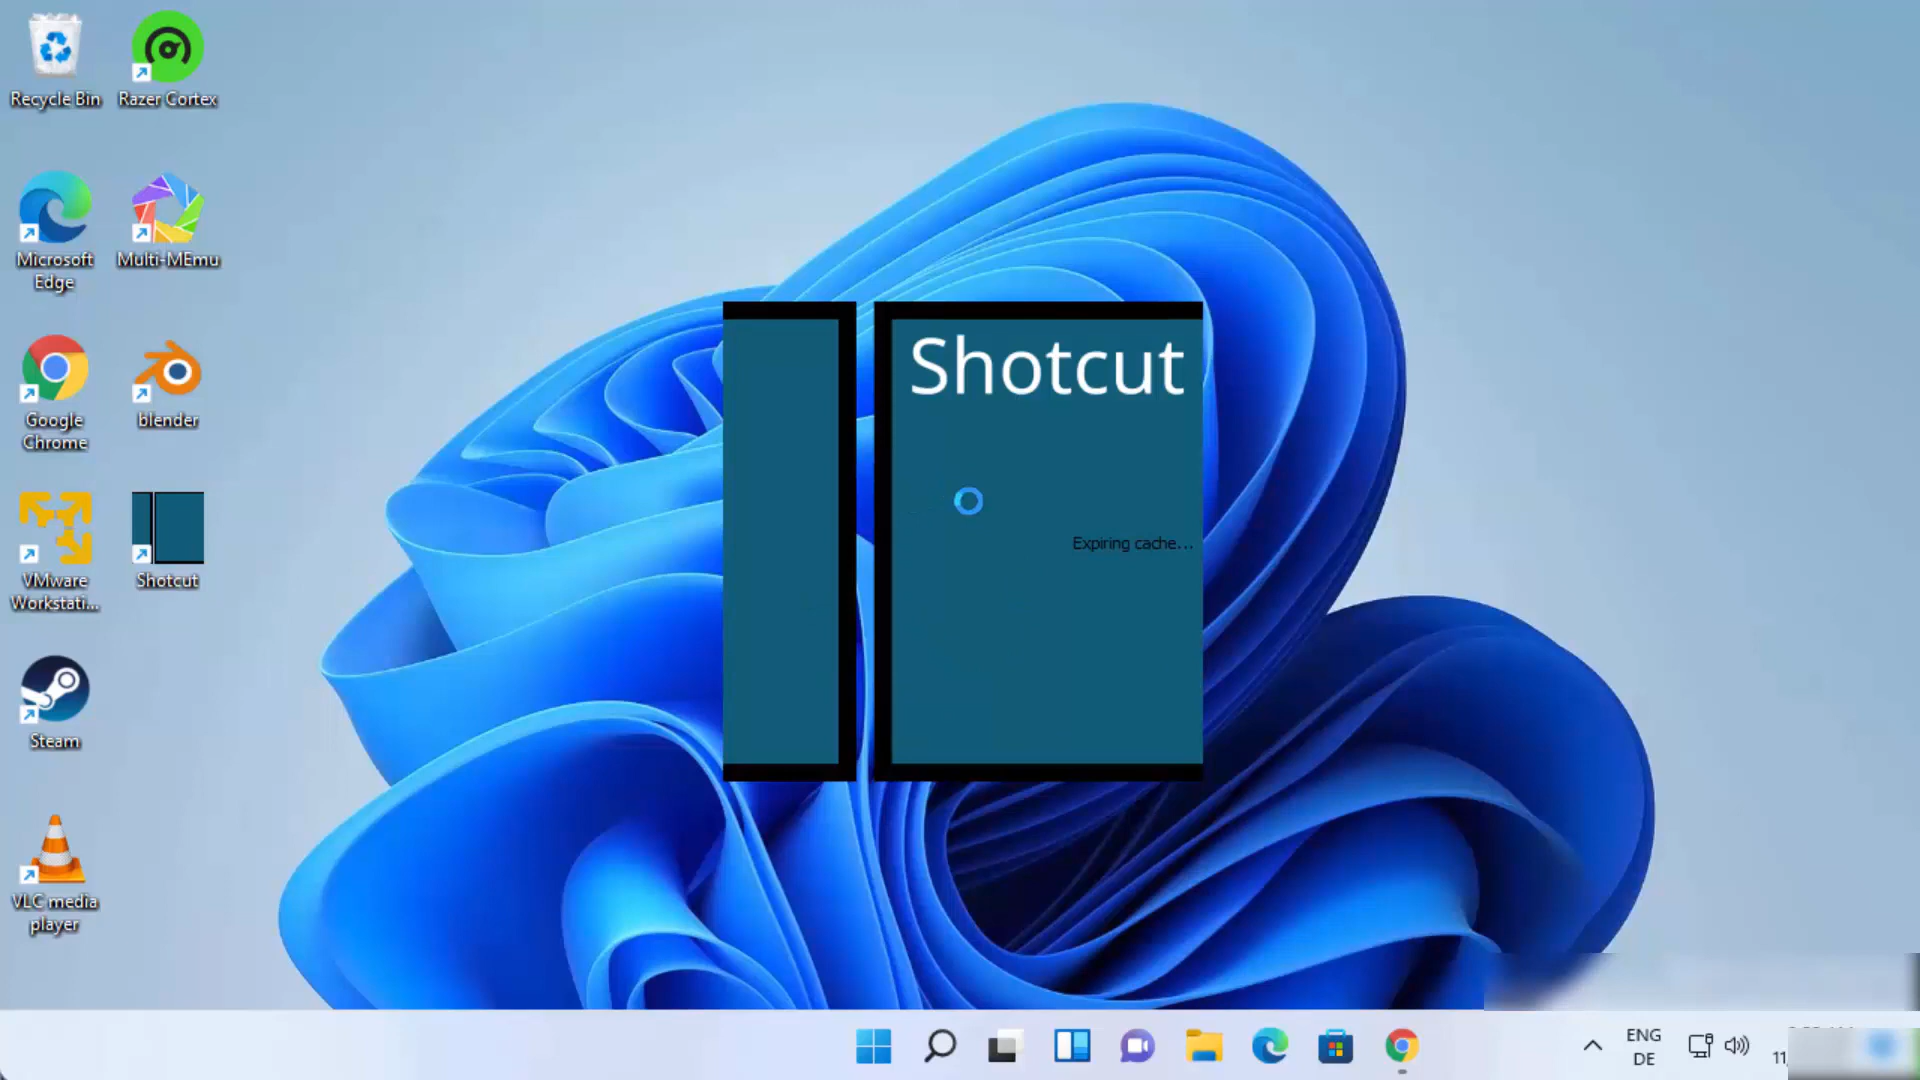 Recycle Bin
Razer Cortex
Microsoft
Edge
Multi-MEmu
Google
Chrome
blender
VMware
Workstati...
Shotcut
Steam
VLC media
player
Shotcut
Expiring cache...
ENG
DE